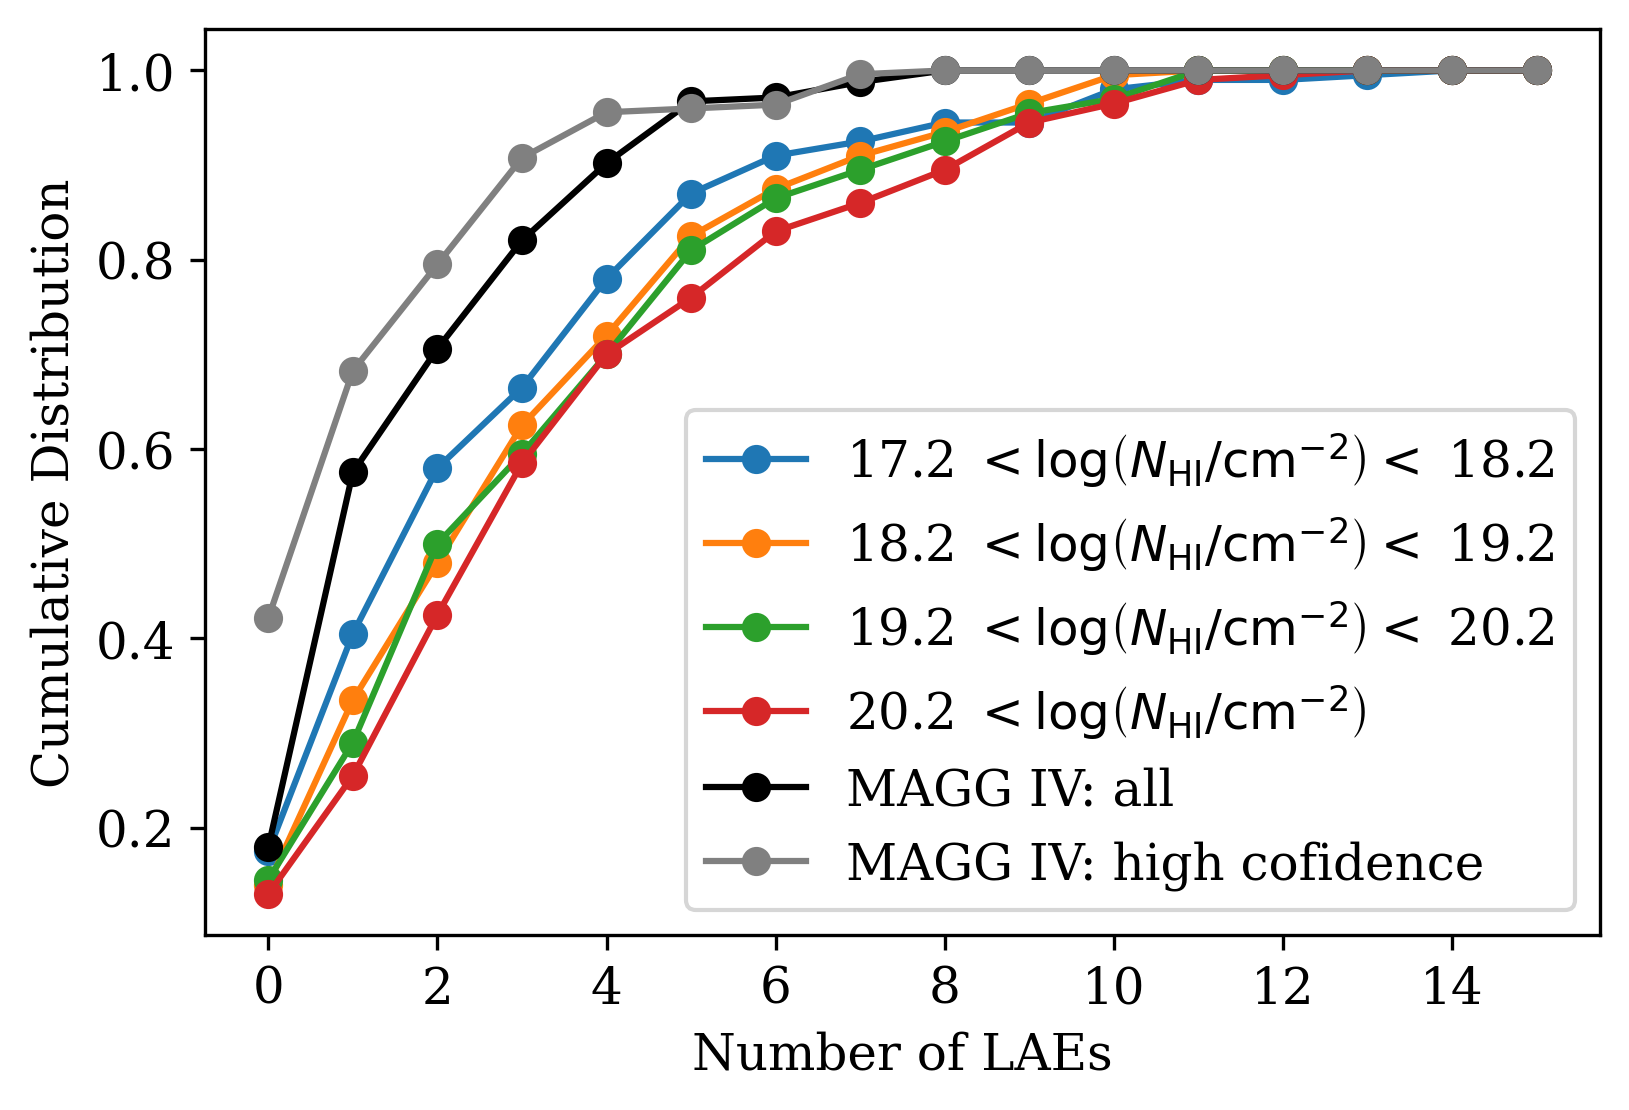 1.0
0.8
0.6
0.4
0.2
Cumulative Distribution
17.2 < log(N_HI/cm⁻²) < 18.2
18.2 < log(N_HI/cm⁻²) < 19.2
19.2 < log(N_HI/cm⁻²) < 20.2
20.2 < log(N_HI/cm⁻²)
MAGG IV: all
MAGG IV: high cofidence
0 2 4 6 8 10 12 14
Number of LAEs